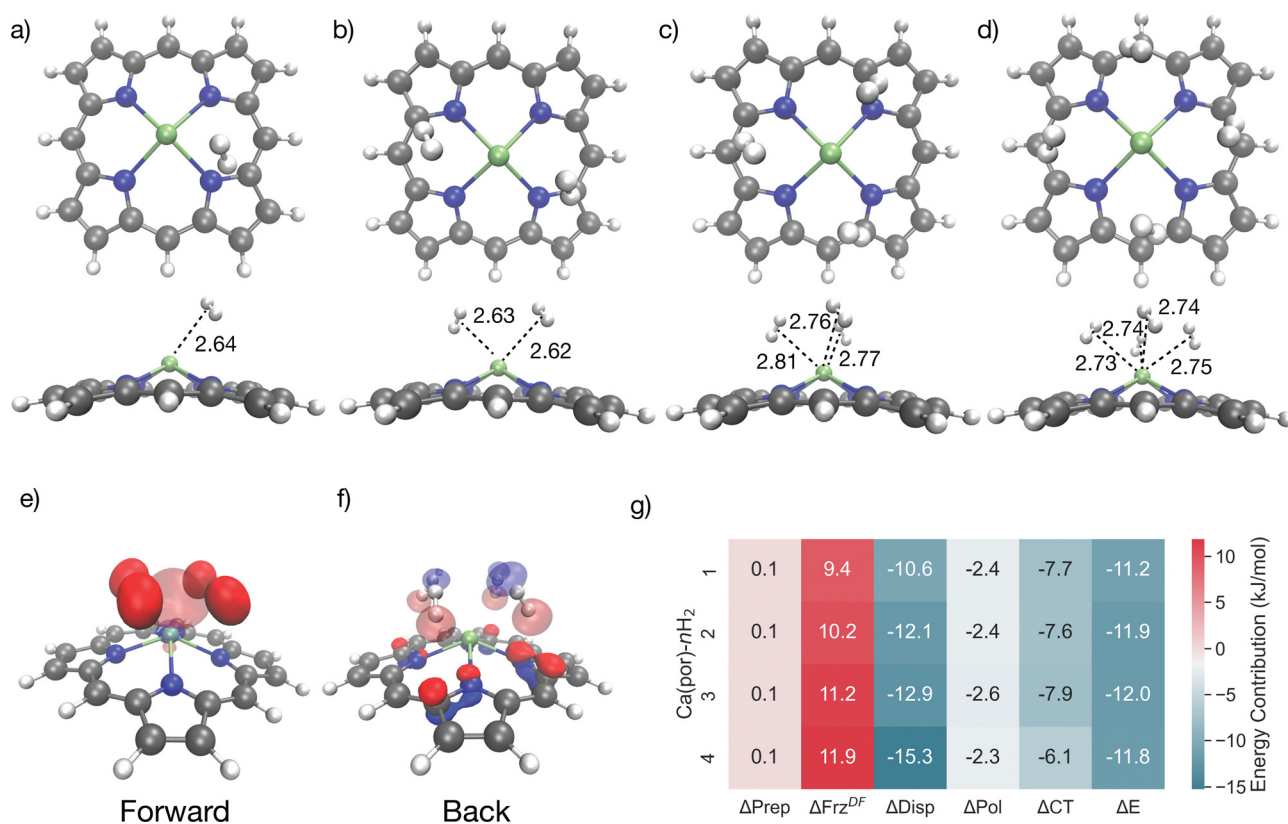 a)
b)
c)
d)
2.64
2.63
2.62
2.76
2.81
2.77
2.74
2.74
2.73
2.75
e)
f)
g)
Forward
Back
Ca(por)-nH₂
1
0.1 9.4 -10.6 -2.4 -7.7 -11.2
2
0.1 10.2 -12.1 -2.4 -7.6 -11.9
3
0.1 11.2 -12.9 -2.6 -7.9 -12.0
4
0.1 11.9 -15.3 -2.3 -6.1 -11.8
ΔPrep ΔFrz^DF ΔDisp ΔPol ΔCT ΔE
10
5
0
-5
-10
-15
Energy Contribution (kJ/mol)